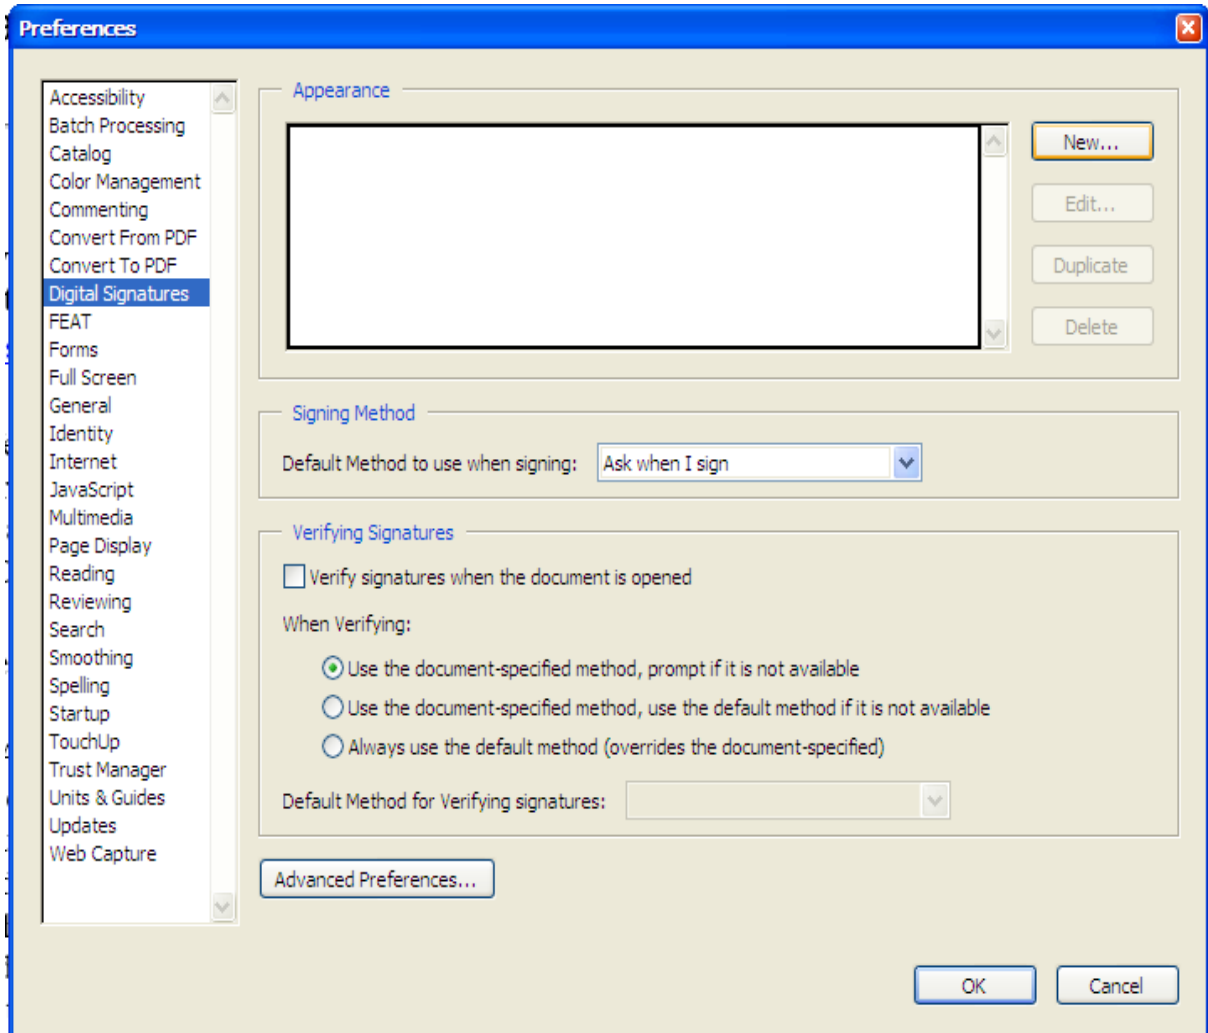 Preferences
Accessibility
Batch Processing
Catalog
Color Management
Commenting
Convert From PDF
Convert To PDF
Digital Signatures
FEAT
Forms
Full Screen
General
Identity
Internet
JavaScript
Multimedia
Page Display
Reading
Reviewing
Search
Smoothing
Spelling
Startup
TouchUp
Trust Manager
Units & Guides
Updates
Web Capture
Appearance
New...
Edit...
Duplicate
Delete
Signing Method
Default Method to use when signing: Ask when I sign
Verifying Signatures
Verify signatures when the document is opened
When Verifying:
Use the document-specified method, prompt if it is not available
Use the document-specified method, use the default method if it is not available
Always use the default method (overrides the document-specified)
Default Method for Verifying signatures:
Advanced Preferences...
OK Cancel